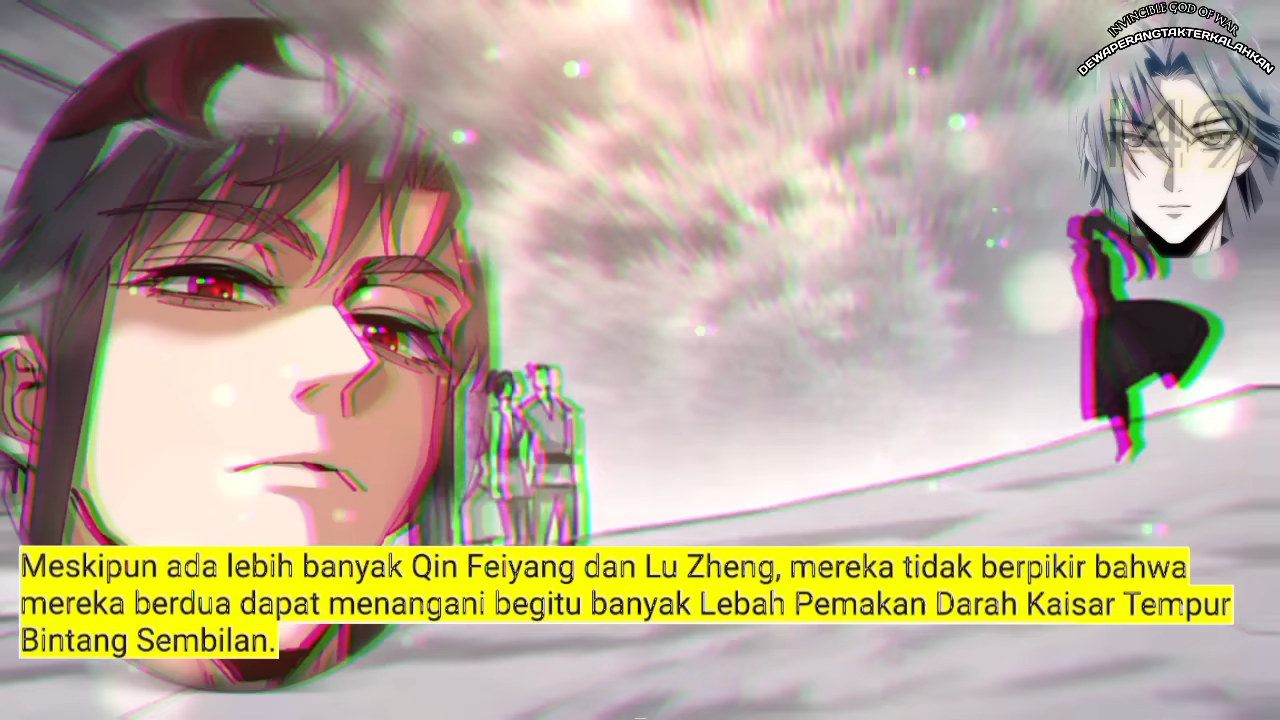 INVINCIBLE GOD OF WAR
DEWAPERANGTAKTERKALAHKAN
149
Meskipun ada lebih banyak Qin Feiyang dan Lu Zheng, mereka tidak berpikir bahwa
mereka berdua dapat menangani begitu banyak Lebah Pemakan Darah Kaisar Tempur
Bintang Sembilan.